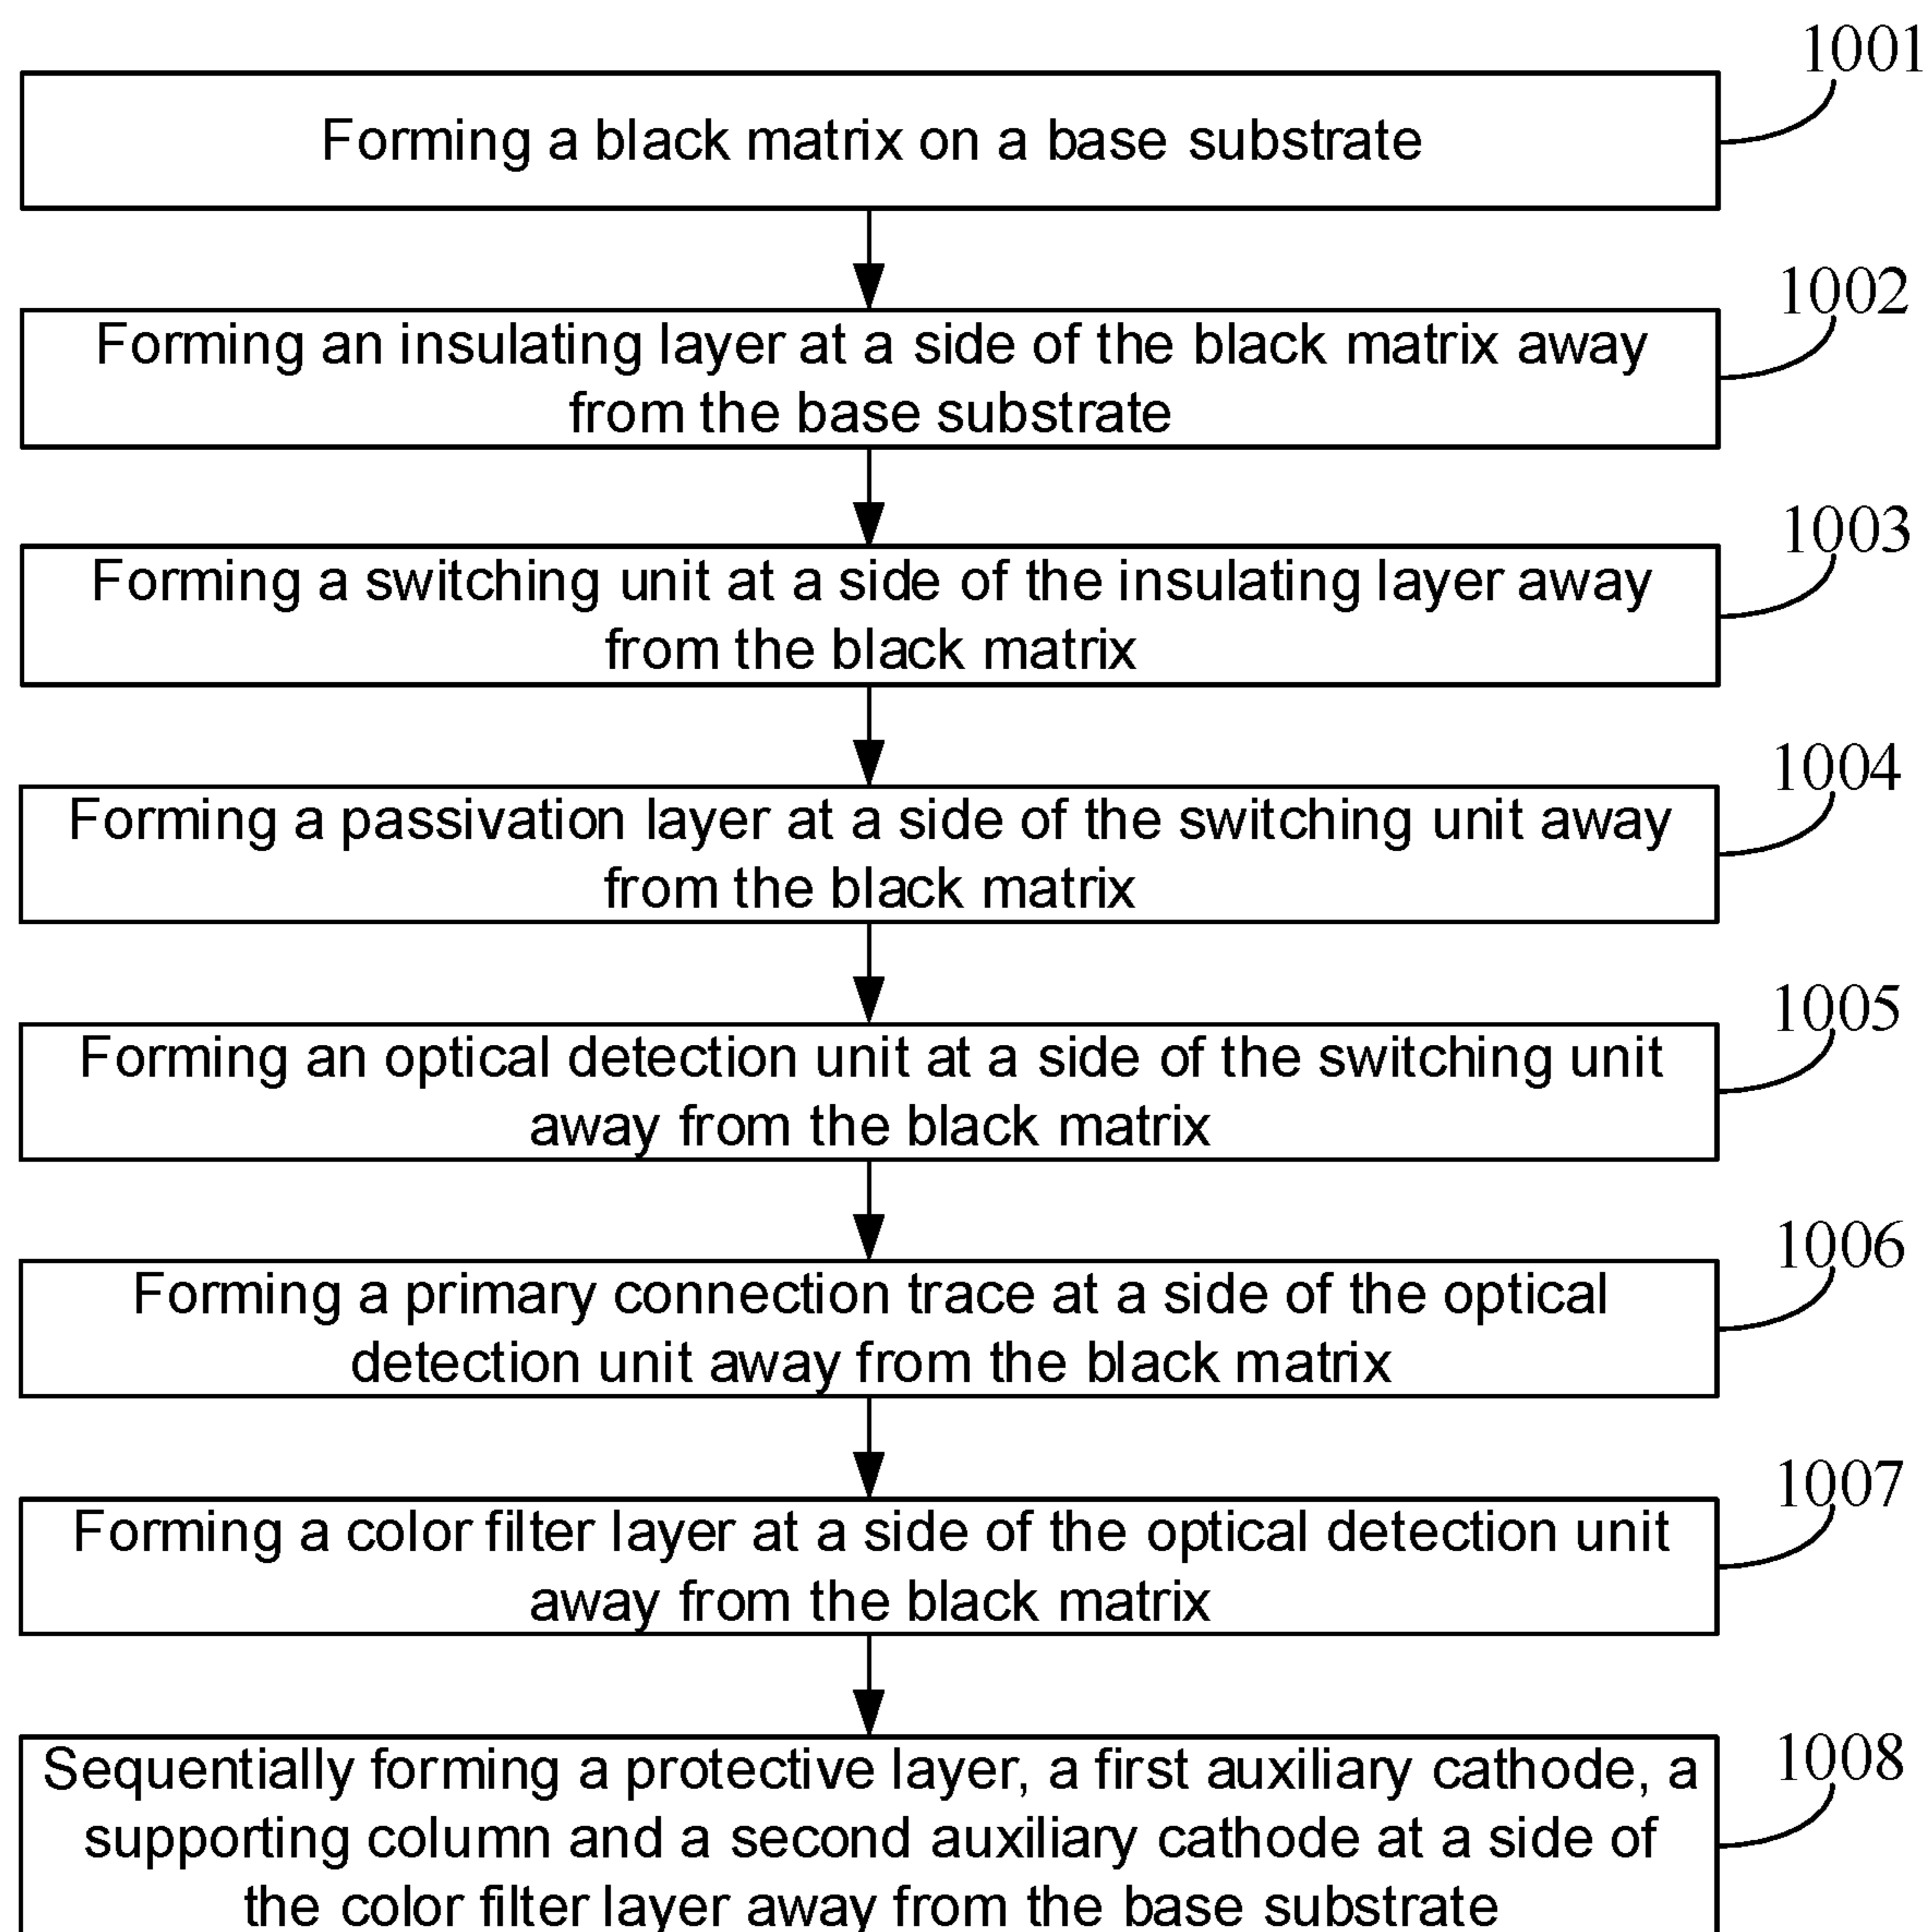 1001
Forming a black matrix on a base substrate
1002
Forming an insulating layer at a side of the black matrix away
from the base substrate
1003
Forming a switching unit at a side of the insulating layer away
from the black matrix
1004
Forming a passivation layer at a side of the switching unit away
from the black matrix
1005
Forming an optical detection unit at a side of the switching unit
away from the black matrix
1006
Forming a primary connection trace at a side of the optical
detection unit away from the black matrix
1007
Forming a color filter layer at a side of the optical detection unit
away from the black matrix
1008
Sequentially forming a protective layer, a first auxiliary cathode, a
supporting column and a second auxiliary cathode at a side of
the color filter layer away from the base substrate